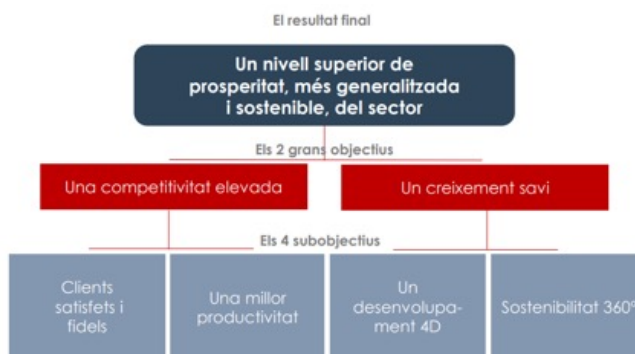 El resultat final
Un nivell superior de
prosperitat, més generalitzada
i sostenible, del sector
Els 2 grans objectius
Una competitivitat elevada
Un creixement savi
Els 4 subobjectius
Clients
satisfets i
fidels
Una millor
productivitat
Un
desenvolupa-
ment 4D
Sostenibilitat 360º